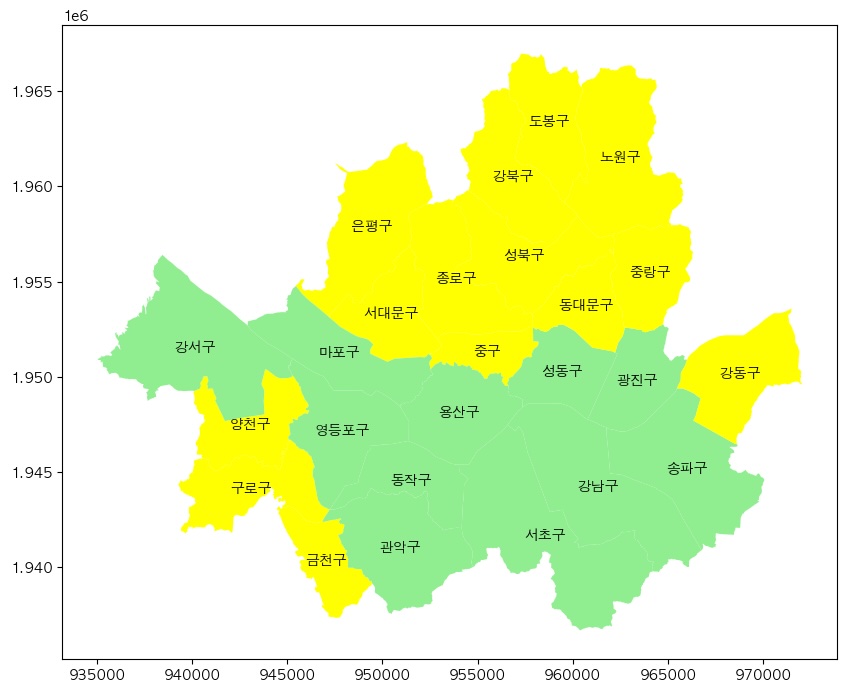 1e6
1.965
1.960
1.955
1.950
1.945
1.940
도봉구
노원구
강북구
은평구
성북구
중랑구
종로구
동대문구
서대문구
중구
마포구
강서구
성동구
광진구
강동구
용산구
양천구
영등포구
동작구
송파구
구로구
강남구
서초구
관악구
금천구
935000 940000 945000 950000 955000 960000 965000 970000